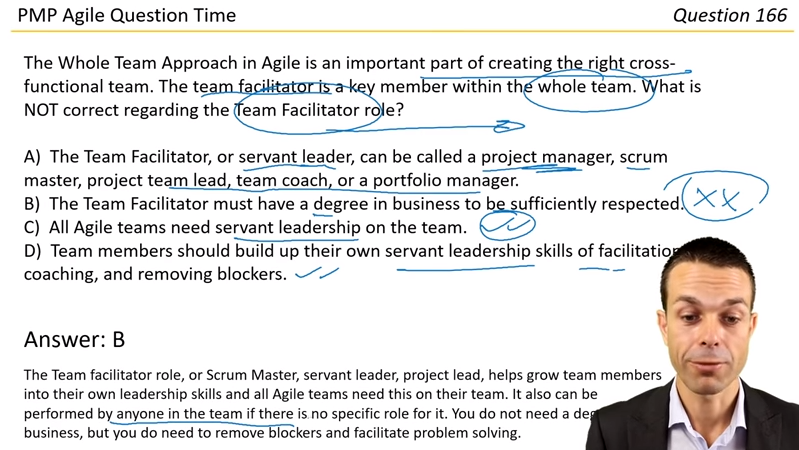 PMP Agile Question Time
Question 166
The Whole Team Approach in Agile is an important part of creating the right cross-
functional team. The team facilitator is a key member within the whole team. What is
NOT correct regarding the Team Facilitator role?
A) The Team Facilitator, or servant leader, can be called a project manager, scrum
master, project team lead, team coach, or a portfolio manager.
B) The Team Facilitator must have a degree in business to be sufficiently respected.
C) All Agile teams need servant leadership on the team.
D) Team members should build up their own servant leadership skills of facilitation
coaching, and removing blockers.
Answer: B
The Team facilitator role, or Scrum Master, servant leader, project lead, helps grow team members
into their own leadership skills and all Agile teams need this on their team. It also can be
performed by anyone in the team if there is no specific role for it. You do not need a
business, but you do need to remove blockers and facilitate problem solving.